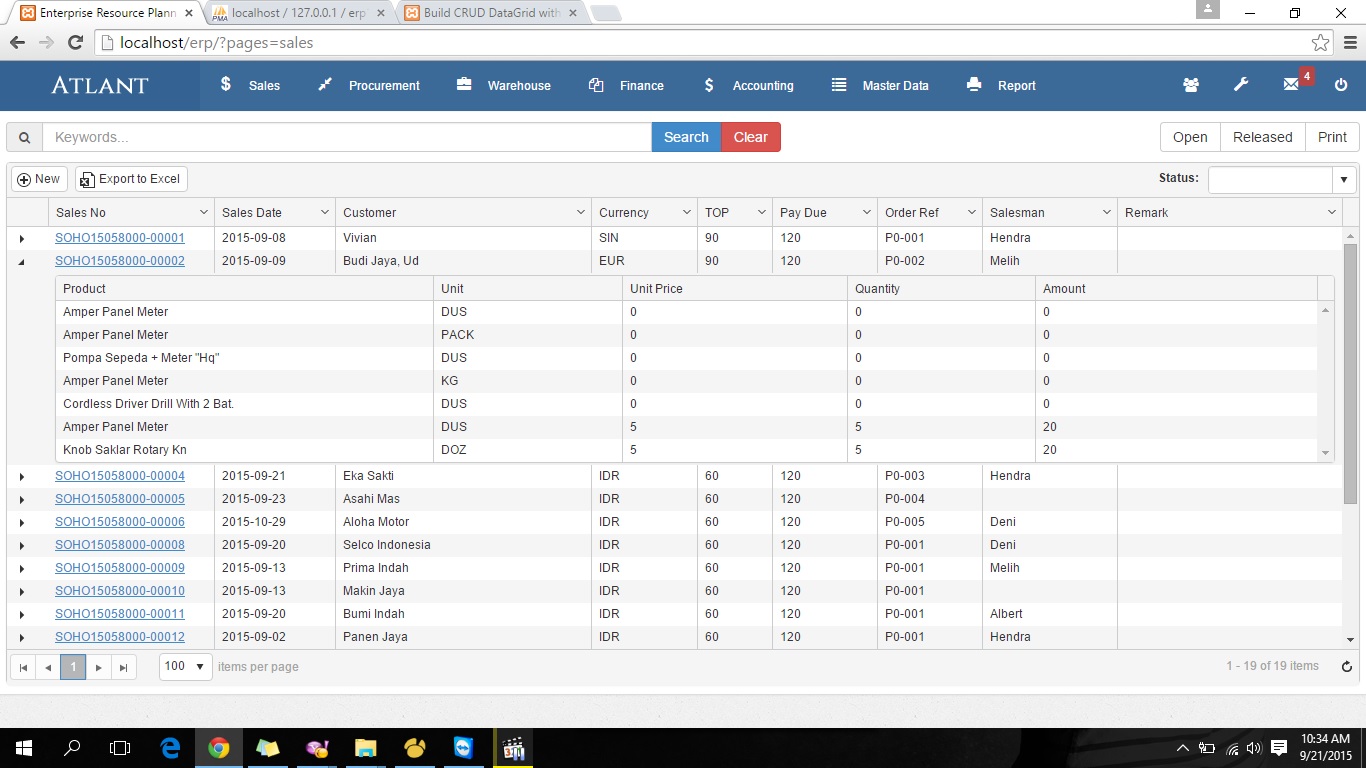 Enterprise Resource Plann
localhost / 127.0.0.1 / erp
Build CRUD DataGrid with
localhost/erp/?pages=sales
ATLANT $ Sales Procurement Warehouse Finance $ Accounting Master Data Report 4
Keywords... Search Clear Open Released Print
New Export to Excel Status:
Sales No Sales Date Customer Currency TOP Pay Due Order Ref Salesman Remark
SOHO15058000-00001 2015-09-08 Vivian SIN 90 120 P0-001 Hendra
SOHO15058000-00002 2015-09-09 Budi Jaya, Ud EUR 90 120 P0-002 Melih
Product Unit Unit Price Quantity Amount
Amper Panel Meter DUS 0 0 0
Amper Panel Meter PACK 0 0 0
Pompa Sepeda + Meter "Hq" DUS 0 0 0
Amper Panel Meter KG 0 0 0
Cordless Driver Drill With 2 Bat. DUS 0 0 0
Amper Panel Meter DUS 5 5 20
Knob Saklar Rotary Kn DOZ 5 5 20
SOHO15058000-00004 2015-09-21 Eka Sakti IDR 60 120 P0-003 Hendra
SOHO15058000-00005 2015-09-23 Asahi Mas IDR 60 120 P0-004
SOHO15058000-00006 2015-10-29 Aloha Motor IDR 60 120 P0-005 Deni
SOHO15058000-00008 2015-09-20 Selco Indonesia IDR 60 120 P0-001 Deni
SOHO15058000-00009 2015-09-13 Prima Indah IDR 60 120 P0-001 Melih
SOHO15058000-00010 2015-09-13 Makin Jaya IDR 60 120 P0-001
SOHO15058000-00011 2015-09-20 Bumi Indah IDR 60 120 P0-001 Albert
SOHO15058000-00012 2015-09-02 Panen Jaya IDR 60 120 P0-001 Hendra
1 100 items per page 1 - 19 of 19 items
10:34 AM
9/21/2015